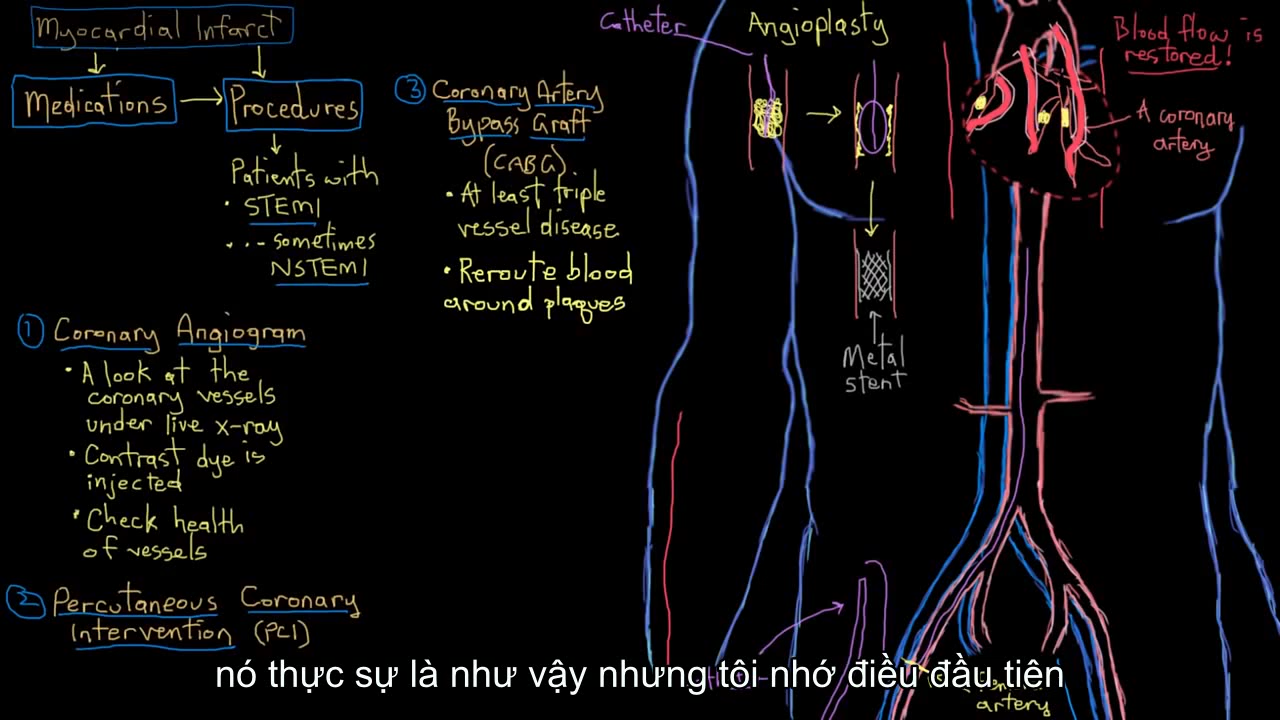 Myocardial Infarct
Medications
Procedures
Patients with
· STEMI
· ... sometimes
NSTEMI
① Coronary Angiogram
· A look at the
coronary vessels
under live x-ray
· Contrast dye is
injected
· Check health
of vessels
② Percutaneous Coronary
Intervention (PCI)
③ Coronary Artery
Bypass Graft
(CABG)
· At least triple
vessel disease
· Reroute blood
around plaques
Catheter
Angioplasty
Metal
stent
Blood flow is
restored!
A coronary
artery
artery
nó thực sự là như vậy nhưng tôi nhớ điều đầu tiên